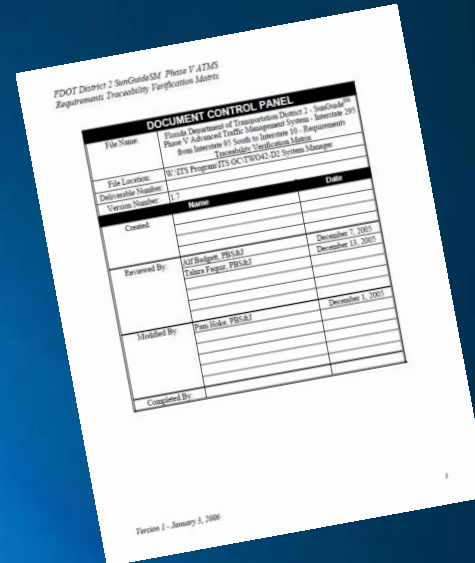 FDOT District 2 SunGuideSM Phase V ATMS
Requirements Traceability Verification Matrix
DOCUMENT CONTROL PANEL
File Name:
Florida Department of Transportation District 2 - SunGuide℠
Phase V Advanced Traffic Management System - Interstate 295
from Interstate 95 South to Interstate 10 - Requirements
Traceability Verification Matrix
File Location:
W:\ITS Program\ITS GC\TWO42-D2 System Manager
Deliverable Number:
Version Number:
1.7
Name
Date
Created:
Reviewed By:
Alf Badgett, PBS&J
December 7, 2005
Tahira Faquir, PBS&J
December 13, 2005
Modified By:
Pam Hoke, PBS&J
December 1, 2005
Completed By:
Version 1 - January 3, 2006